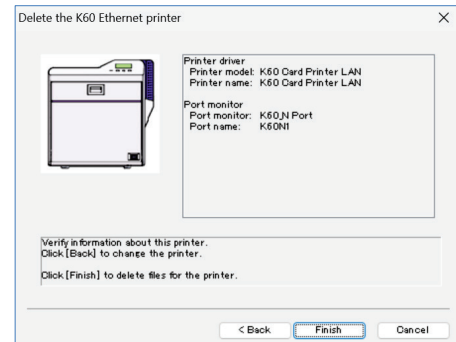 Delete the K60 Ethernet printer
Printer driver
Printer model: K60 Card Printer LAN
Printer name: K60 Card Printer LAN
Port monitor
Port monitor: K60_N Port
Port name: K60N1
Verify information about this printer.
Click [Back] to change the printer.
Click [Finish] to delete files for the printer.
< Back Finish Cancel